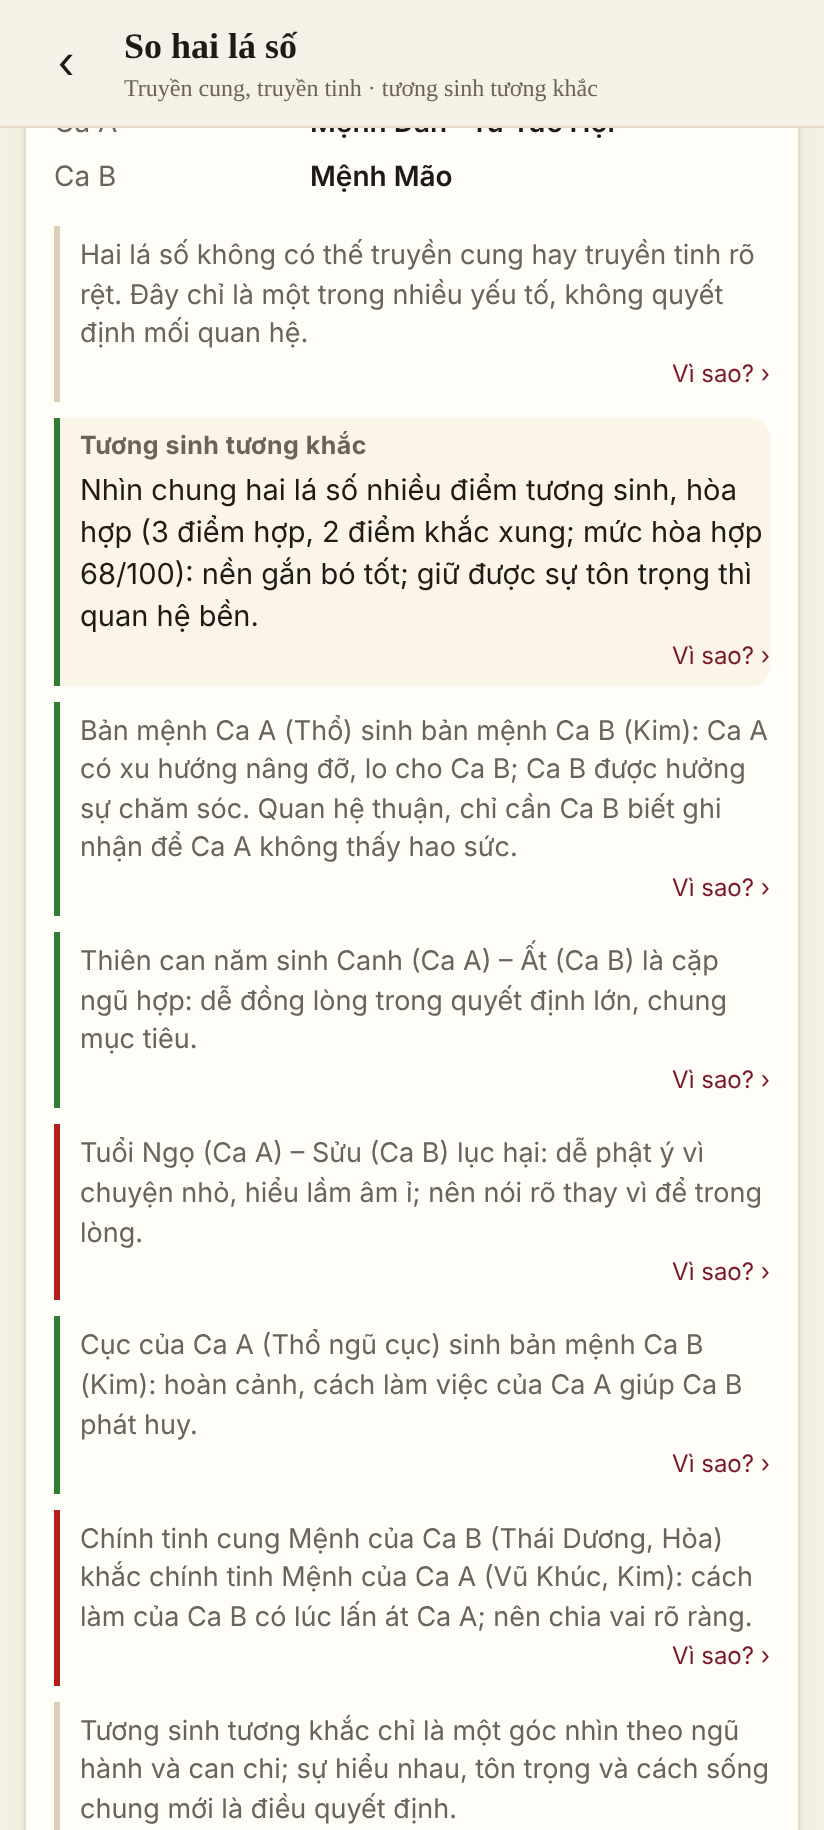 ‹
So hai lá số
Truyền cung, truyền tinh · tương sinh tương khắc
Ca A
Ca B Mệnh Mão
Hai lá số không có thế truyền cung hay truyền tinh rõ
rệt. Đây chỉ là một trong nhiều yếu tố, không quyết
định mối quan hệ.
Vì sao? ›
Tương sinh tương khắc
Nhìn chung hai lá số nhiều điểm tương sinh, hòa
hợp (3 điểm hợp, 2 điểm khắc xung; mức hòa hợp
68/100): nền gắn bó tốt; giữ được sự tôn trọng thì
quan hệ bền.
Vì sao? ›
Bản mệnh Ca A (Thổ) sinh bản mệnh Ca B (Kim): Ca A
có xu hướng nâng đỡ, lo cho Ca B; Ca B được hưởng
sự chăm sóc. Quan hệ thuận, chỉ cần Ca B biết ghi
nhận để Ca A không thấy hao sức.
Vì sao? ›
Thiên can năm sinh Canh (Ca A) – Ất (Ca B) là cặp
ngũ hợp: dễ đồng lòng trong quyết định lớn, chung
mục tiêu.
Vì sao? ›
Tuổi Ngọ (Ca A) – Sửu (Ca B) lục hại: dễ phật ý vì
chuyện nhỏ, hiểu lầm âm ỉ; nên nói rõ thay vì để trong
lòng.
Vì sao? ›
Cục của Ca A (Thổ ngũ cục) sinh bản mệnh Ca B
(Kim): hoàn cảnh, cách làm việc của Ca A giúp Ca B
phát huy.
Vì sao? ›
Chính tinh cung Mệnh của Ca B (Thái Dương, Hỏa)
khắc chính tinh Mệnh của Ca A (Vũ Khúc, Kim): cách
làm của Ca B có lúc lấn át Ca A; nên chia vai rõ ràng.
Vì sao? ›
Tương sinh tương khắc chỉ là một góc nhìn theo ngũ
hành và can chi; sự hiểu nhau, tôn trọng và cách sống
chung mới là điều quyết định.